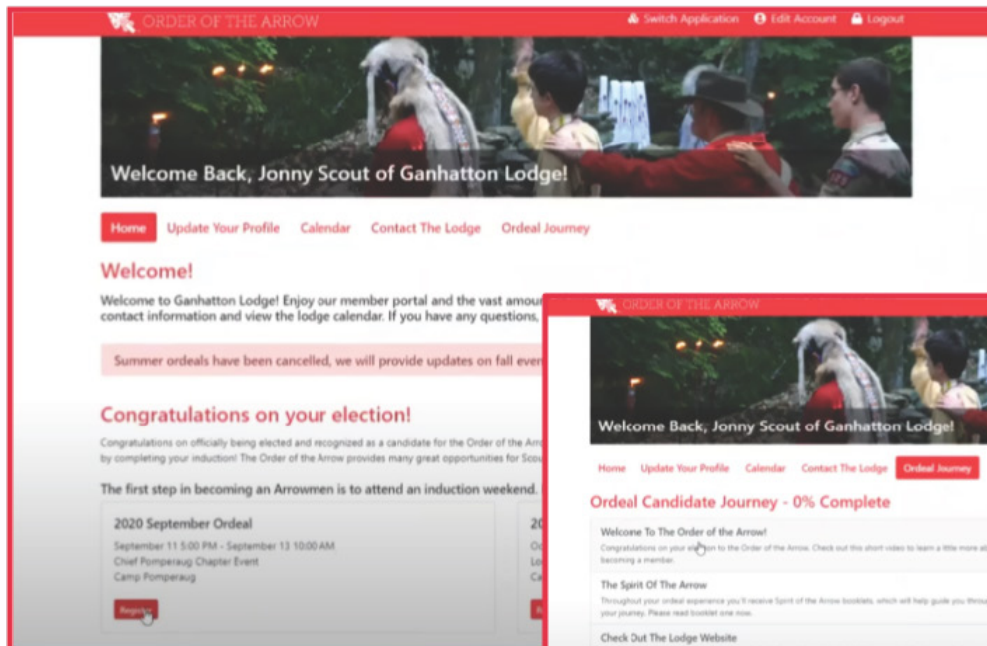 ORDER OF THE ARROW
Switch Application Edit Account Logout
Welcome Back, Jonny Scout of Ganhatton Lodge!
Home Update Your Profile Calendar Contact The Lodge Ordeal Journey
Welcome!
Welcome to Ganhatton Lodge! Enjoy our member portal and the vast amour
contact information and view the lodge calendar. If you have any questions,
Summer ordeals have been cancelled, we will provide updates on fall even
Congratulations on your election!
Congratulations on officially being elected and recognized as a candidate for the Order of the Arro
by completing your induction! The Order of the Arrow provides many great opportunities for Scou
The first step in becoming an Arrowmen is to attend an induction weekend.
2020 September Ordeal
September 11 5:00 PM - September 13 10:00 AM
Chief Pomperaug Chapter Event
Camp Pomperaug
Register
20
Oc
Lo
Ca
ORDER OF THE ARROW
Welcome Back, Jonny Scout of Ganhatton Lodge!
Home Update Your Profile Calendar Contact The Lodge Ordeal Journey
Ordeal Candidate Journey - 0% Complete
Welcome To The Order of the Arrow!
Congratulations on your election to the Order of the Arrow. Check out this short video to learn a little more ab
becoming a member.
The Spirit Of The Arrow
Throughout your ordeal experience you'll receive Spirit of the Arrow booklets, which will help guide you throu
your journey. Please read booklet one now.
Check Out The Lodge Website